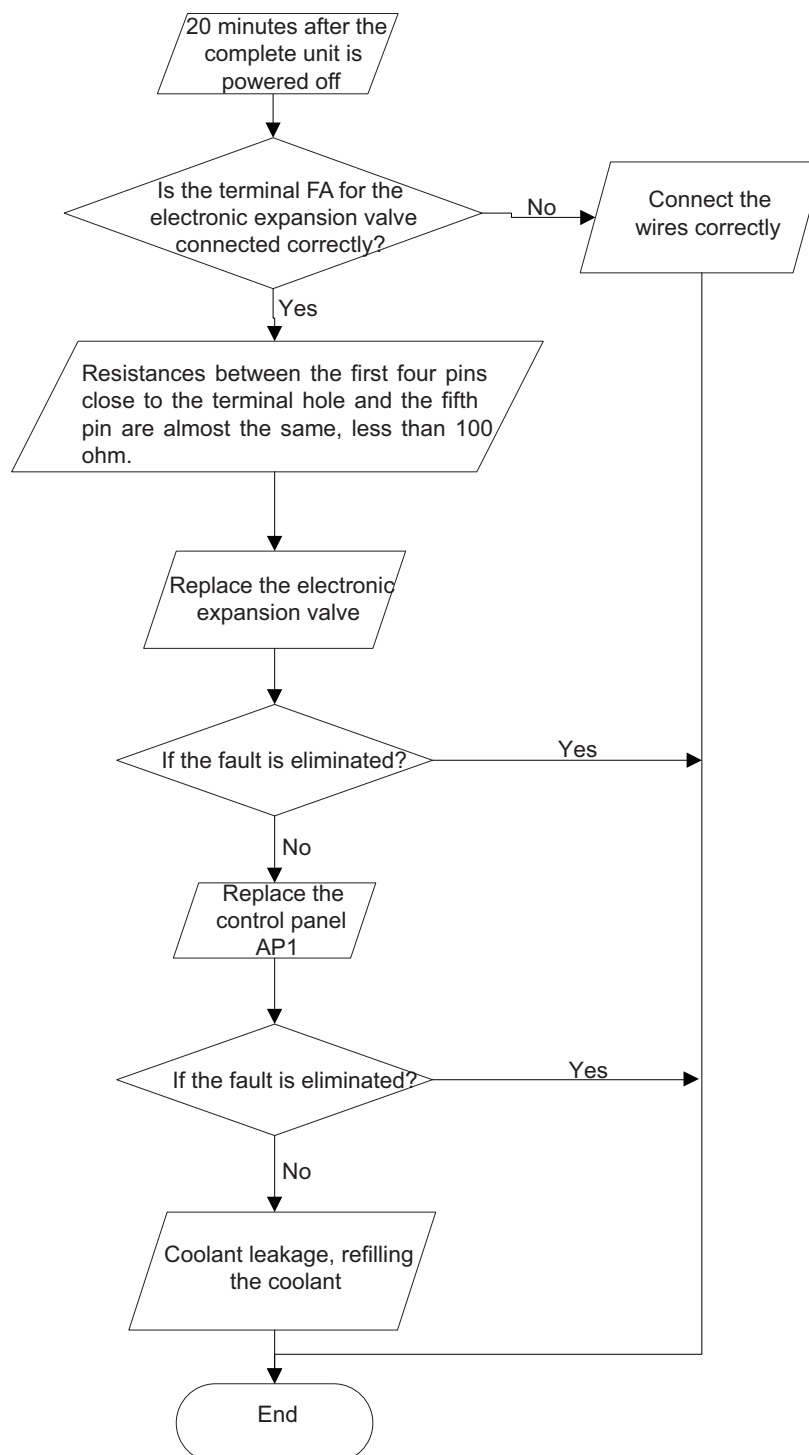 20 minutes after the
complete unit is
powered off
Is the terminal FA for the
electronic expansion valve
connected correctly?
No
Connect the
wires correctly
Yes
Resistances between the first four pins
close to the terminal hole and the fifth
pin are almost the same, less than 100
ohm.
Replace the electronic
expansion valve
If the fault is eliminated?
Yes
No
Replace the
control panel
AP1
If the fault is eliminated?
Yes
No
Coolant leakage, refilling
the coolant
End